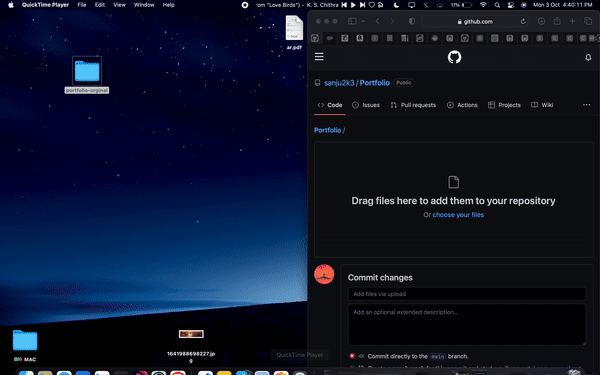 QuickTime Player File Edit View Window Help
rom "Love Birds") - K. S. Chithra
17%
Mon 3 Oct 4:40:11 PM
github.com
ar.pdf
portfolio-orginal
sanju2k3 / Portfolio Public
Code Issues Pull requests Actions Projects Wiki
Portfolio /
Drag files here to add them to your repository
Or choose your files
Commit changes
Add files via upload
Add an optional extended description...
Commit directly to the main branch.
MAC
1641988698227.jp
g
QuickTime Player